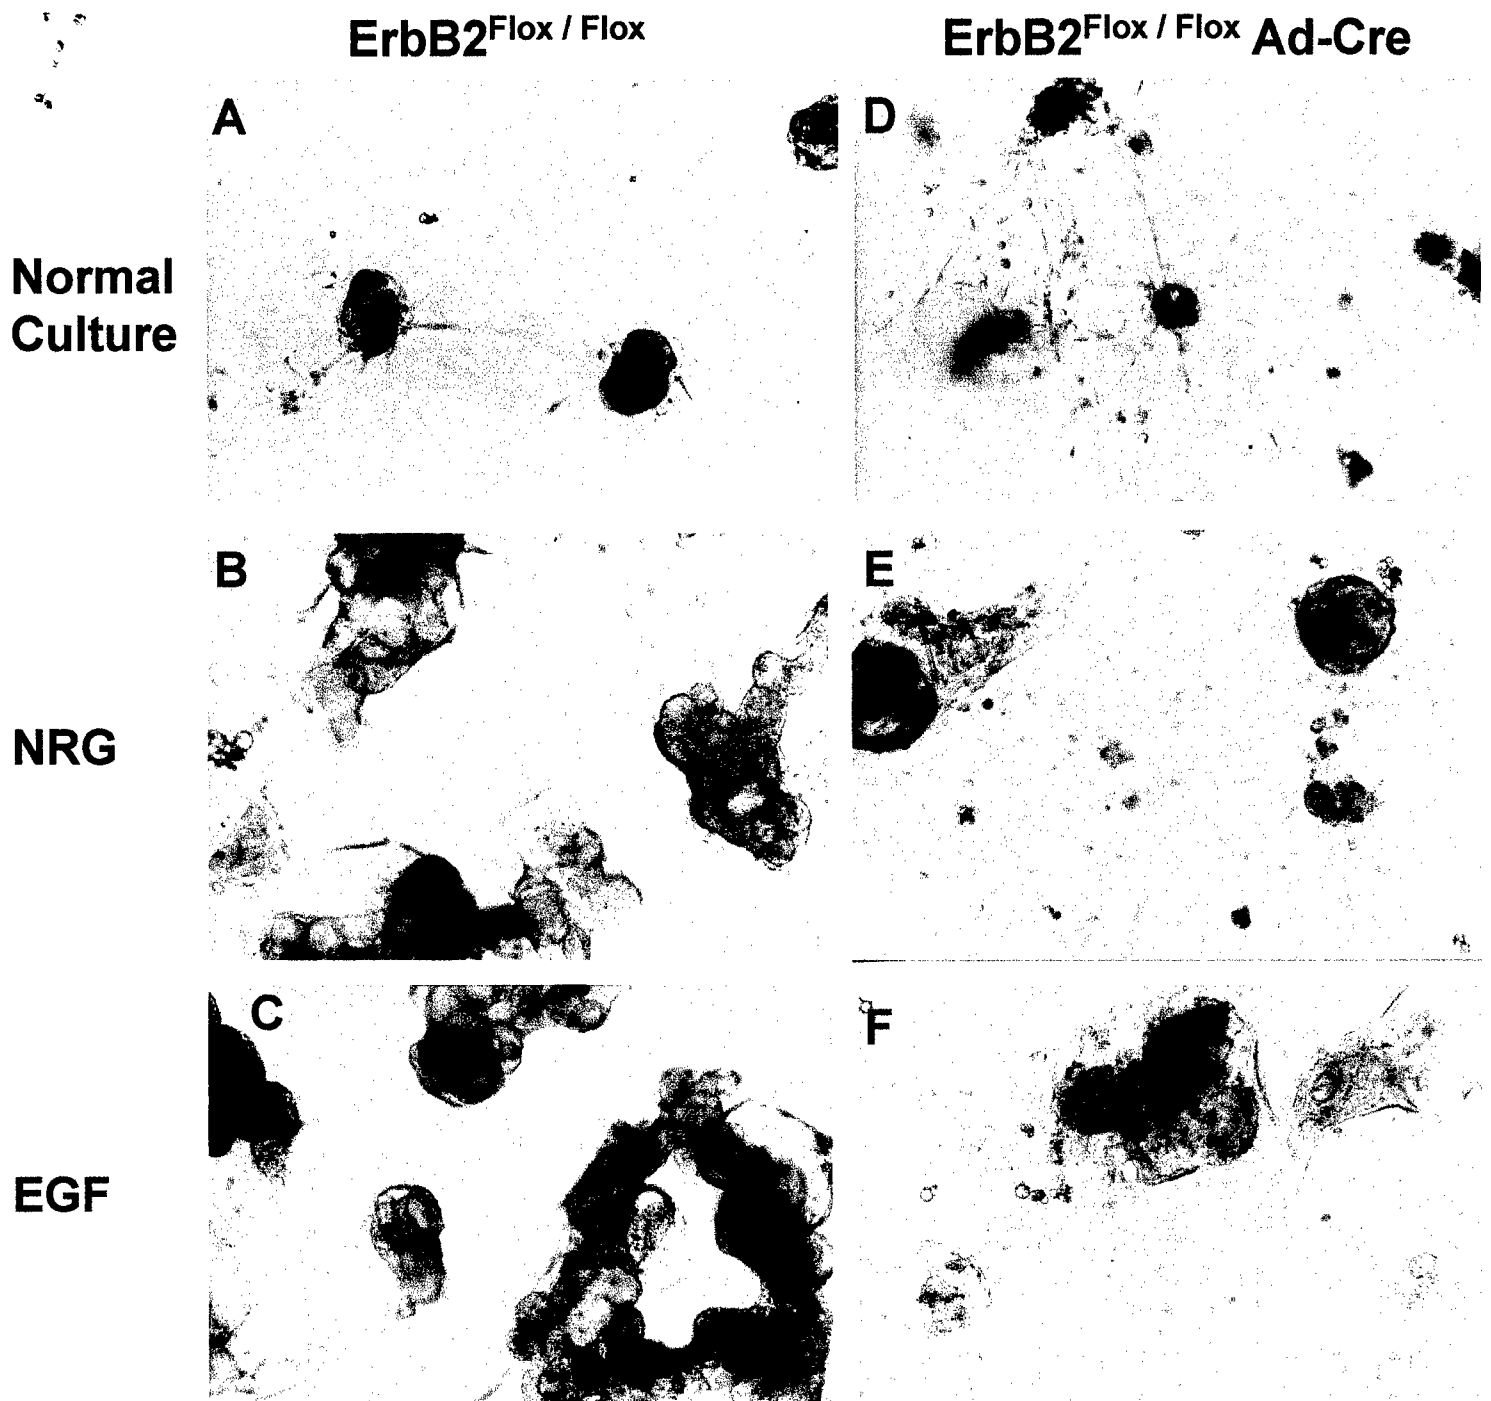 ErbB2Flox / Flox
ErbB2Flox / Flox Ad-Cre
A
D
Normal
Culture
B
E
NRG
C
F
EGF